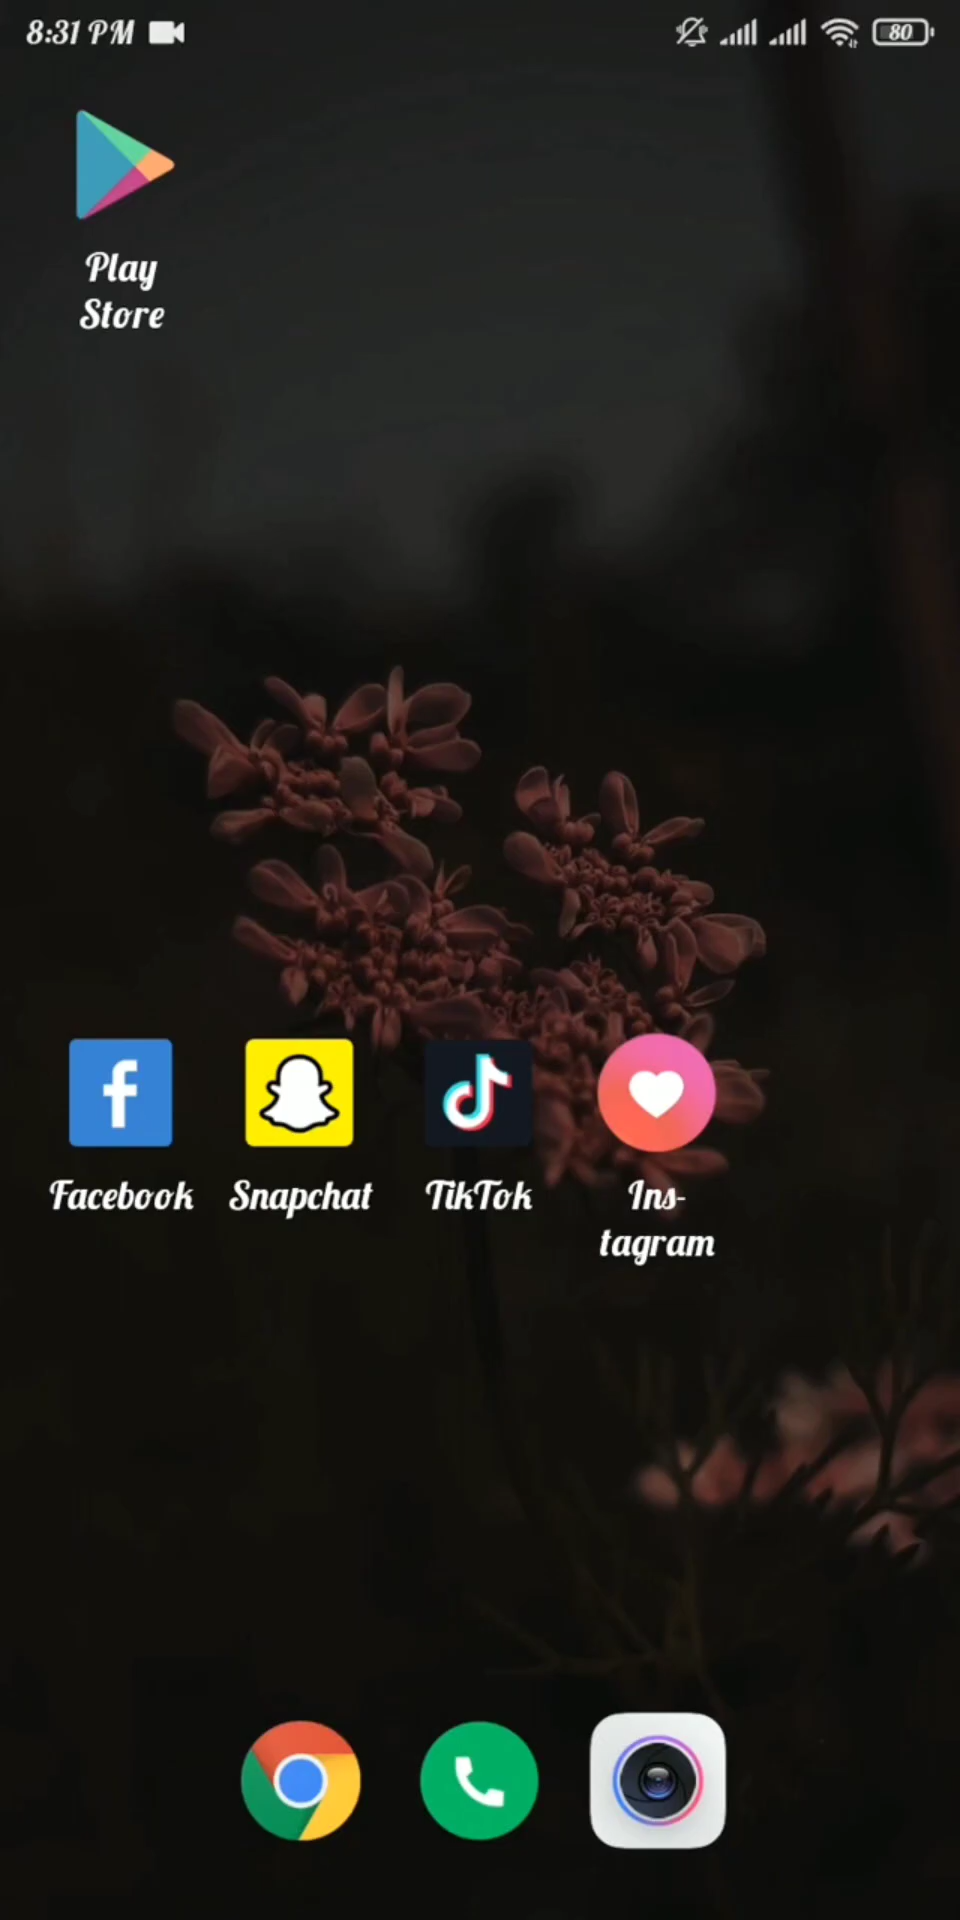 8:31 PM
80
Play
Store
Facebook
Snapchat
TikTok
Ins-
tagram